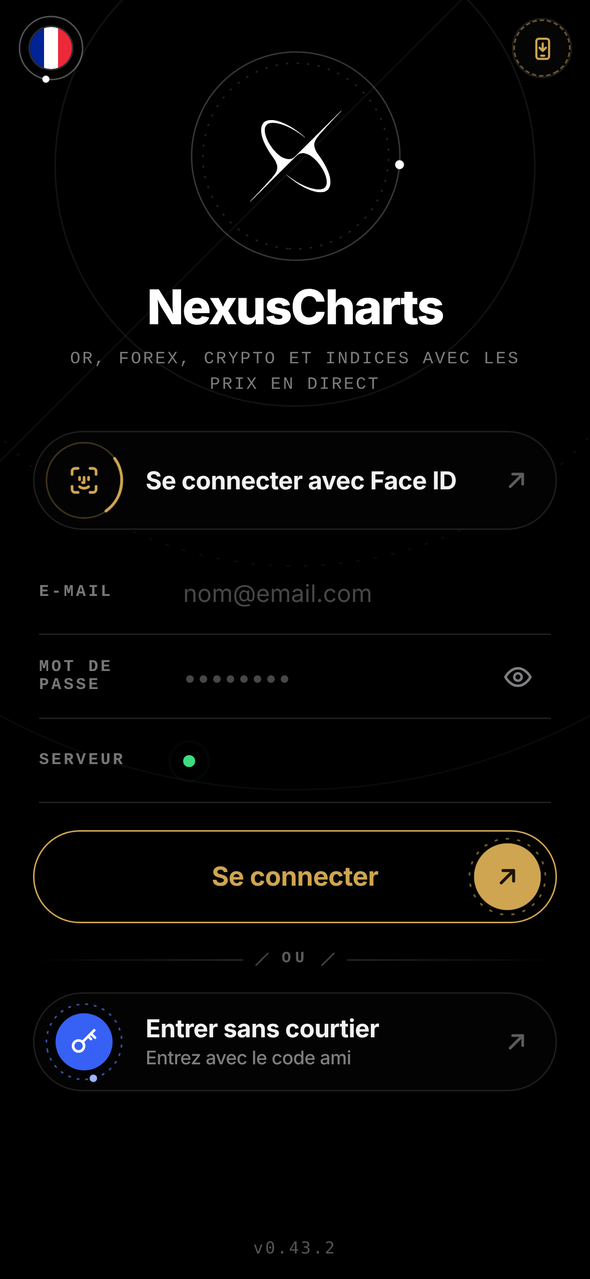 NexusCharts
OR, FOREX, CRYPTO ET INDICES AVEC LES
PRIX EN DIRECT
Se connecter avec Face ID
E-MAIL
nom@email.com
MOT DE
PASSE
••••••••
SERVEUR
Se connecter
OU
Entrer sans courtier
Entrez avec le code ami
v0.43.2